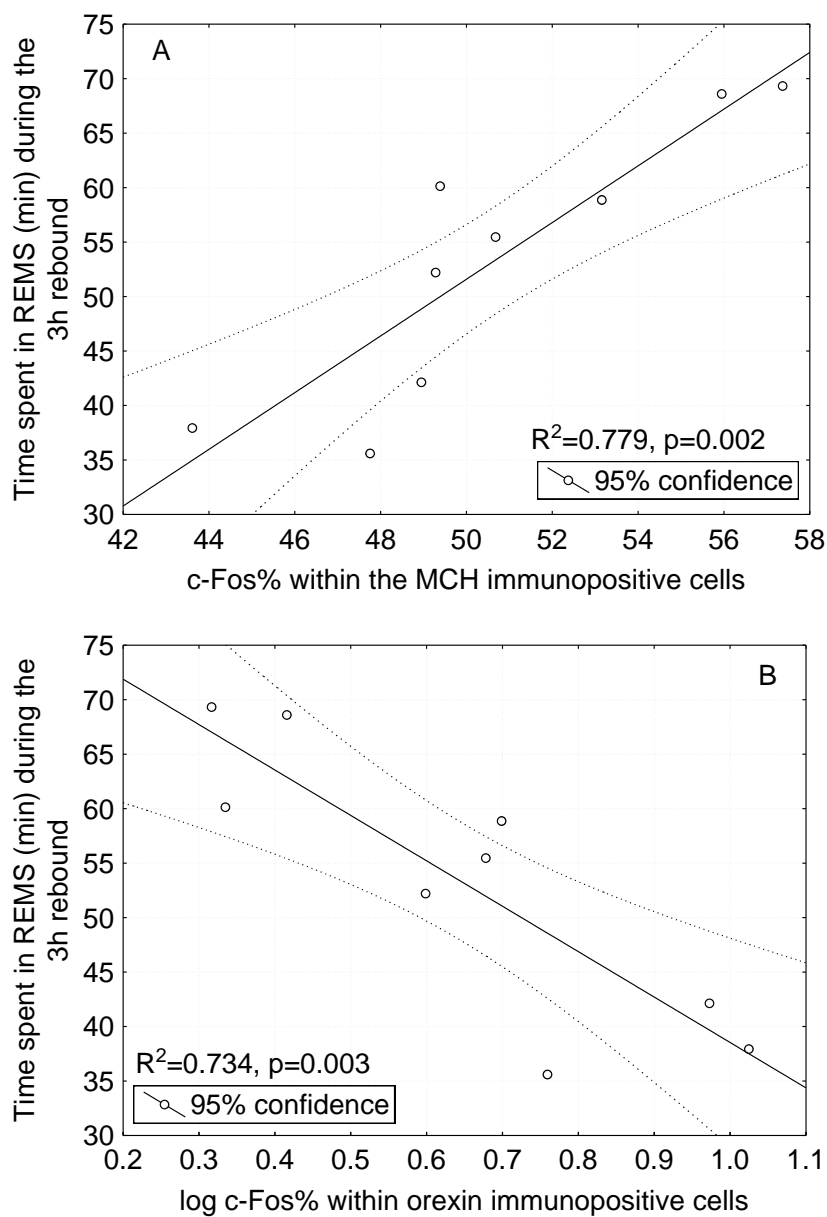 A
75
70
65
60
55
50
45
40
35
30
Time spent in REMS (min) during the
3h rebound
R²=0.779, p=0.002
95% confidence
42 44 46 48 50 52 54 56 58
c-Fos% within the MCH immunopositive cells
B
75
70
65
60
55
50
45
40
35
30
Time spent in REMS (min) during the
3h rebound
R²=0.734, p=0.003
95% confidence
0.2 0.3 0.4 0.5 0.6 0.7 0.8 0.9 1.0 1.1
log c-Fos% within orexin immunopositive cells